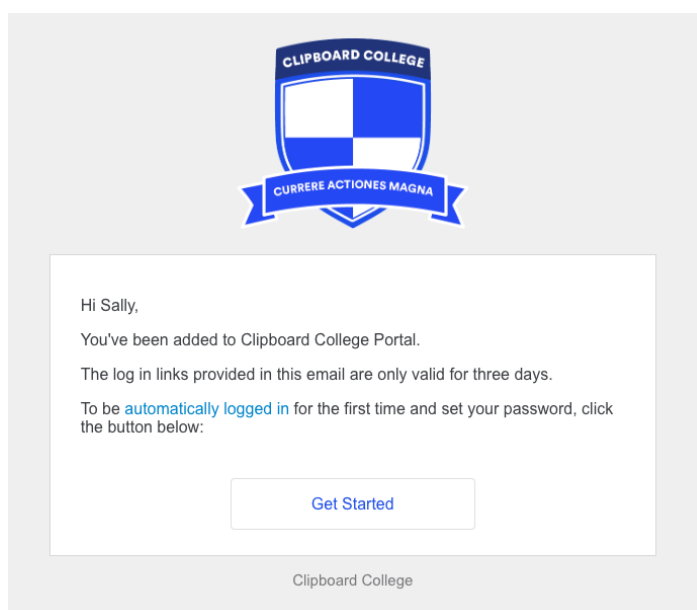 CLIPBOARD COLLEGE
CURRERE ACTIONES MAGNA
Hi Sally,
You've been added to Clipboard College Portal.
The log in links provided in this email are only valid for three days.
To be automatically logged in for the first time and set your password, click
the button below:
Get Started
Clipboard College